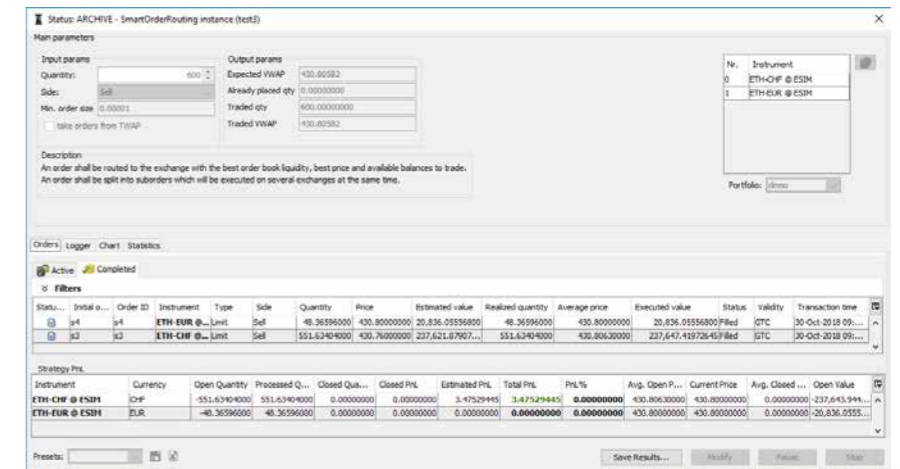 Status: ARCHIVE - SmartOrderRouting instance (test3)
Main parameters
Input params
Quantity: 600
Side: Sell
Min. order size 0.00001
take orders from TWAP
Output params
Expected VWAP 430.80582
Already placed qty 0.00000000
Traded qty 600.00000000
Traded VWAP 430.80582
Nr. Instrument
0 ETH-CHF @ ESIM
1 ETH-EUR @ ESIM
Description
An order shall be routed to the exchange with the best order book liquidity, best price and available balances to trade.
An order shall be split into suborders which will be executed on several exchanges at the same time.
Portfolio: demo
Orders Logger Chart Statistics
Active Completed
Filters
Statu... Initial o... Order ID Instrument Type Side Quantity Price Estimated value Realized quantity Average price Executed value Status Validity Transaction time
s4 s4 ETH-EUR @... Limit Sell 48.36596000 430.80000000 20,836.05556800 48.36596000 430.80000000 20,836.05556800 Filled GTC 30-Oct-2018 09:...
s3 s3 ETH-CHF @... Limit Sell 551.63404000 430.76000000 237,621.87907... 551.63404000 430.80630000 237,647.41972645 Filled GTC 30-Oct-2018 09:...
Strategy PnL
Instrument Currency Open Quantity Processed Q... Closed Qua... Closed PnL Estimated PnL Total PnL PnL % Avg. Open P... Current Price Avg. Closed ... Open Value
ETH-CHF @ ESIM CHF -551.63404000 551.63404000 0.00000000 0.00000000 3.47529445 3.47529445 0.00000000 430.80630000 430.80000000 0.00000000 -237,643.944...
ETH-EUR @ ESIM EUR -48.36596000 48.36596000 0.00000000 0.00000000 0.00000000 0.00000000 0.00000000 430.80000000 430.80000000 0.00000000 -20,836.0555...
Presets: Save Results... Modify Pause Stop